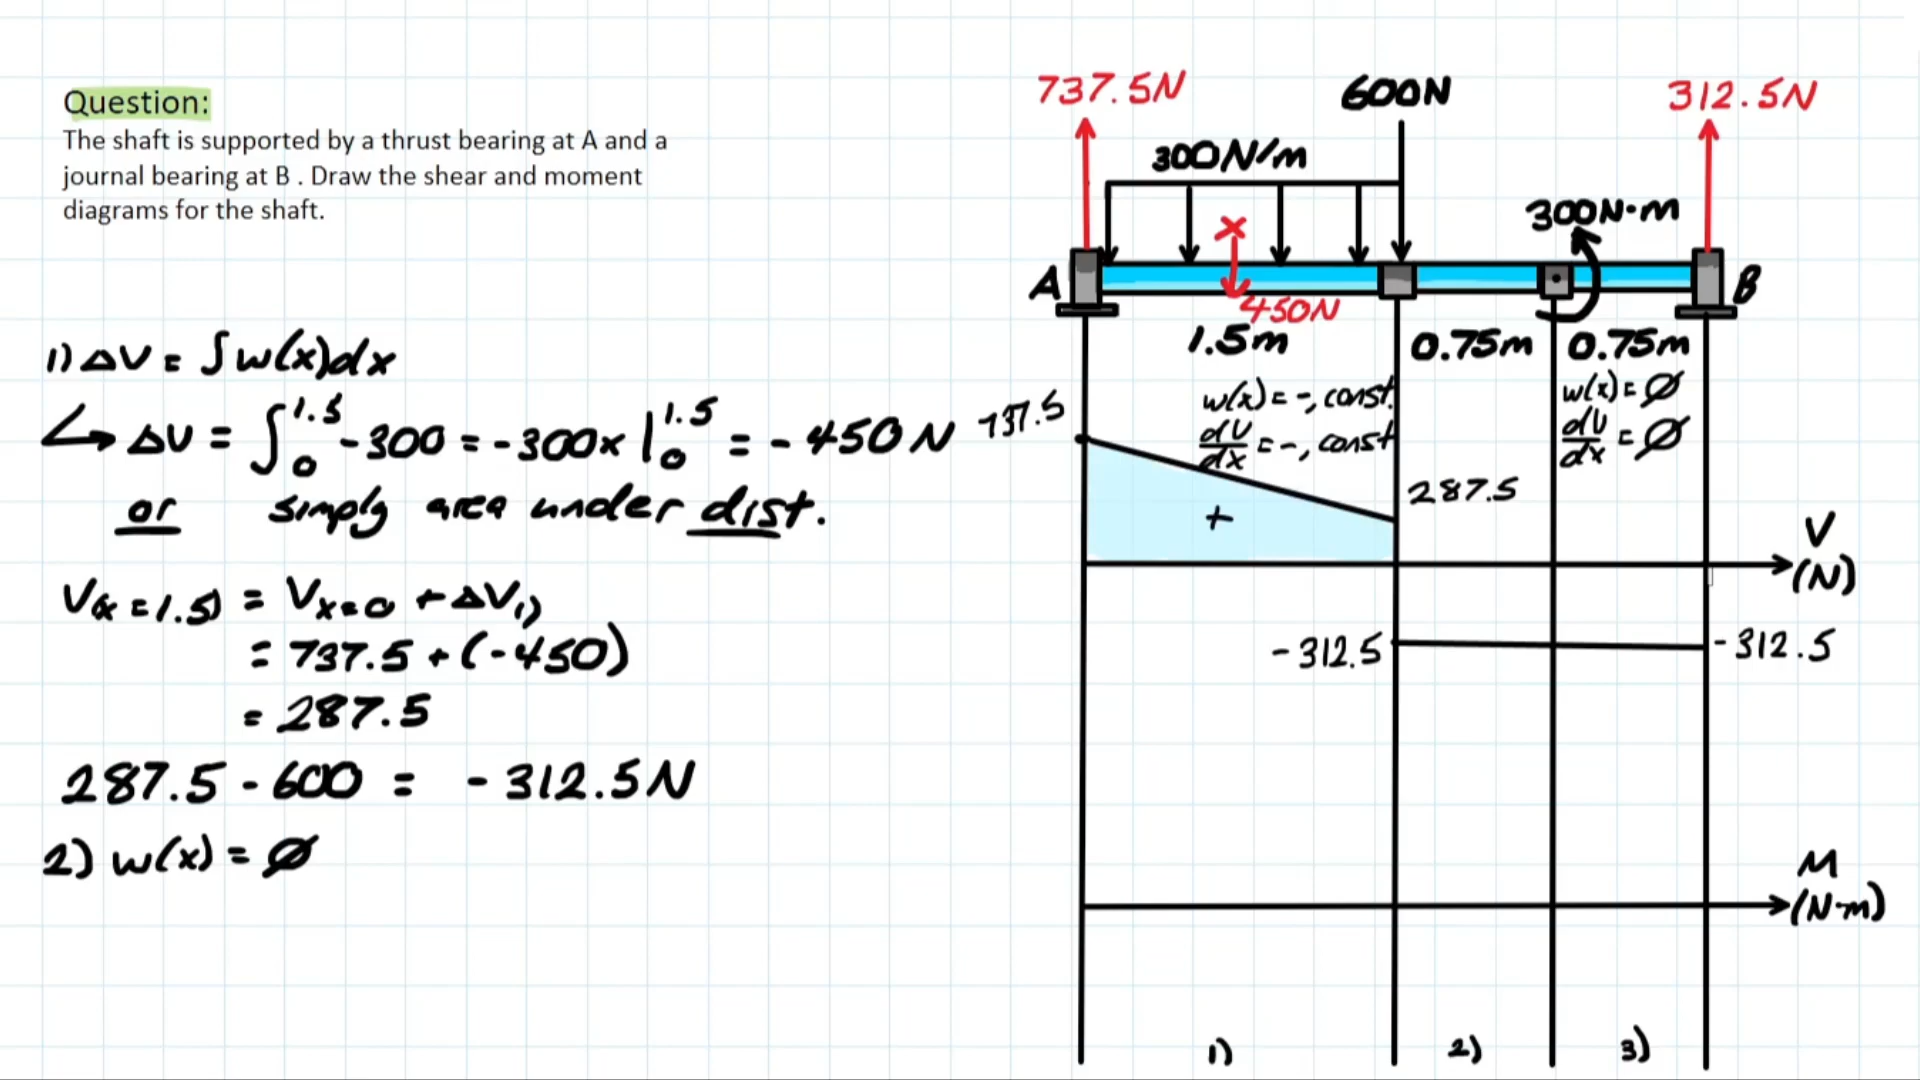 Question:
The shaft is supported by a thrust bearing at A and a
journal bearing at B . Draw the shear and moment
diagrams for the shaft.
1) ΔV = ∫w(x)dx
↳ ΔV = ∫₀^1.5 -300 = -300x |₀^1.5 = -450N
or simply area under dist.
V(x=1.5) = Vx=0 + ΔV1)
= 737.5 + (-450)
= 287.5
287.5 - 600 = -312.5N
2) w(x) = ∅
737.5N
600N
312.5N
300N/m
300N·m
A
B
450N
1.5m
0.75m
0.75m
w(x) = -, const.
dV/dx = -, const
w(x) = ∅
dV/dx = ∅
737.5
287.5
+
V
(N)
-312.5
-312.5
M
(N·m)
1)
2)
3)